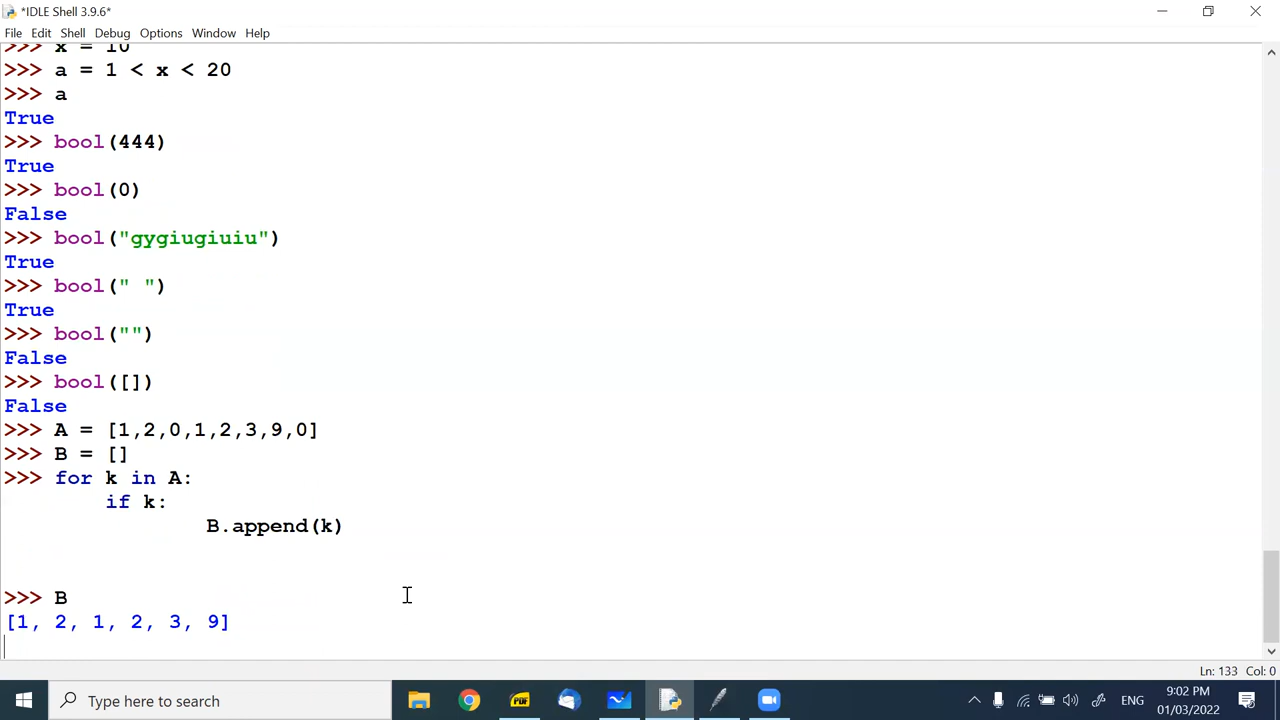 *IDLE Shell 3.9.6*
File Edit Shell Debug Options Window Help
>>> x = 10
>>> a = 1 < x < 20
>>> a
True
>>> bool(444)
True
>>> bool(0)
False
>>> bool("gygiugiuiu")
True
>>> bool(" ")
True
>>> bool("")
False
>>> bool([])
False
>>> A = [1,2,0,1,2,3,9,0]
>>> B = []
>>> for k in A:
if k:
B.append(k)
>>> B
[1, 2, 1, 2, 3, 9]
Ln: 133 Col: 0
Type here to search
PDF
ENG
9:02 PM
01/03/2022